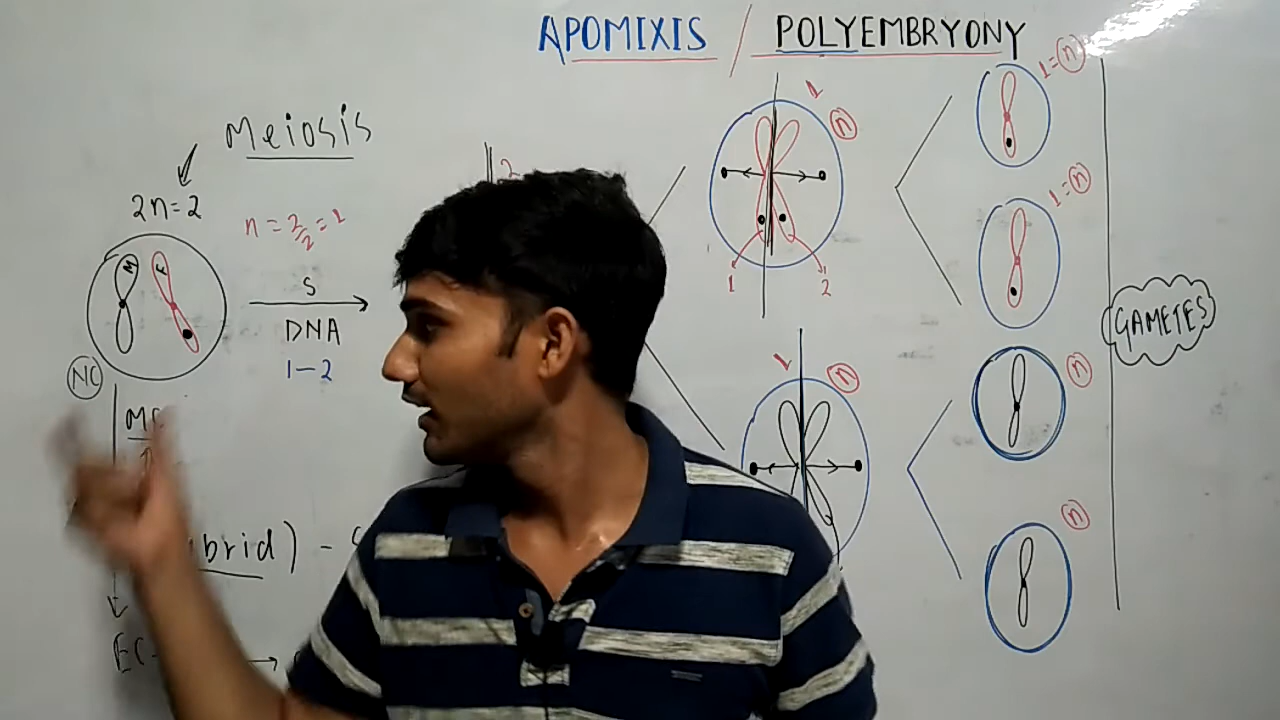 APOMIXIS / POLYEMBRYONY
Meiosis
2n=2
n = 2/2 = 1
M F
S
DNA
1-2
NC
2
1
n
1 2
1
n
1=n
1=n
n
n
GAMETES